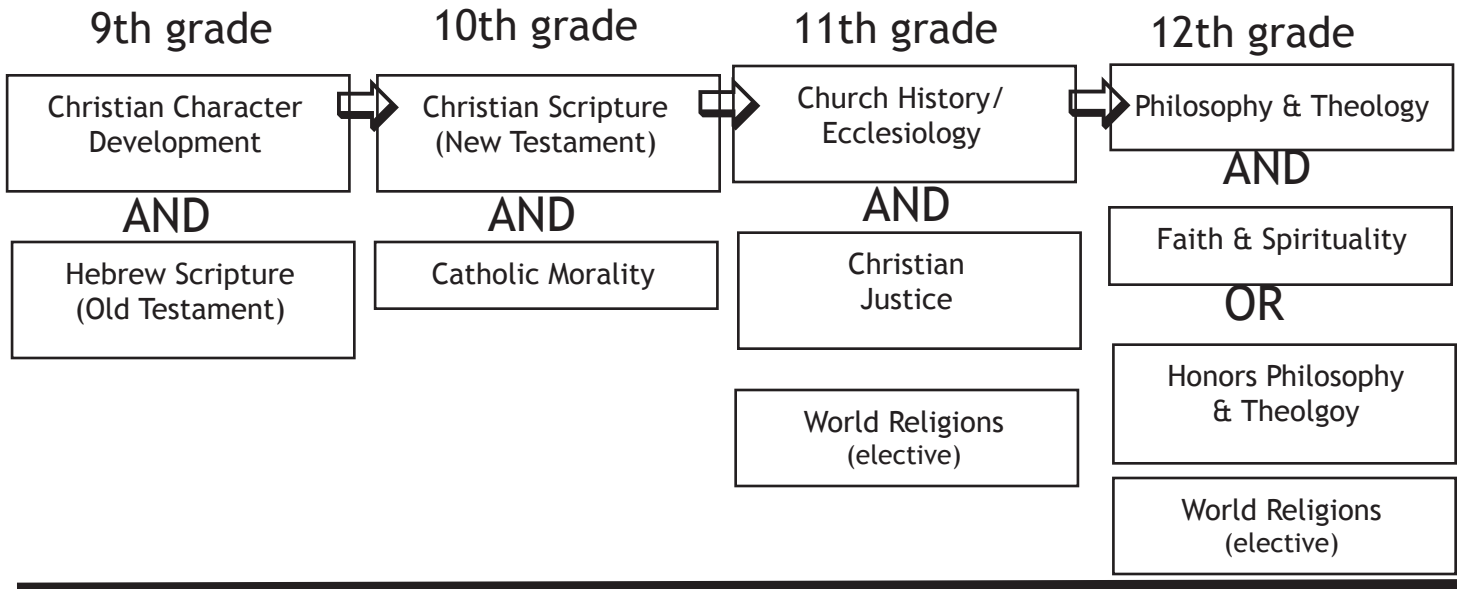 9th grade
Christian Character
Development
AND
Hebrew Scripture
(Old Testament)
10th grade
Christian Scripture
(New Testament)
AND
Catholic Morality
11th grade
Church History/
Ecclesiology
AND
Christian
Justice
World Religions
(elective)
12th grade
Philosophy & Theology
AND
Faith & Spirituality
OR
Honors Philosophy
& Theolgoy
World Religions
(elective)